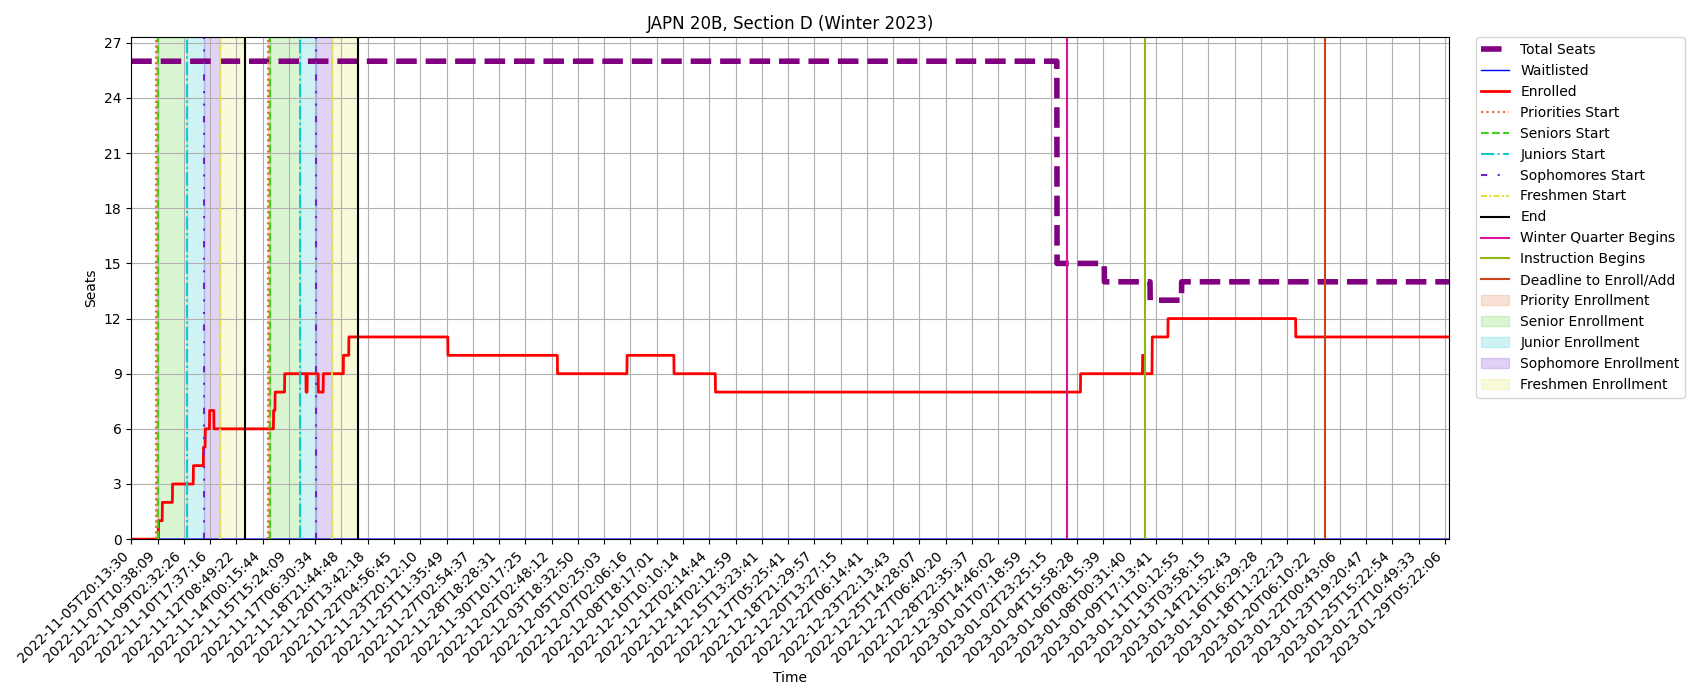 JAPN 20B, Section D (Winter 2023)
27
24
21
18
15
12
9
6
3
0
Seats
2022-11-05T20:13:30
2022-11-07T10:38:09
2022-11-09T02:32:26
2022-11-10T17:37:16
2022-11-12T08:49:22
2022-11-14T00:15:44
2022-11-15T15:24:09
2022-11-17T06:30:34
2022-11-18T21:44:48
2022-11-20T13:42:18
2022-11-22T04:56:45
2022-11-23T20:12:10
2022-11-25T11:35:49
2022-11-27T02:54:37
2022-11-28T18:28:31
2022-11-30T10:17:25
2022-12-02T02:48:12
2022-12-03T18:32:50
2022-12-05T10:25:03
2022-12-07T02:06:16
2022-12-08T18:17:01
2022-12-10T10:10:14
2022-12-12T02:14:44
2022-12-14T02:12:59
2022-12-15T13:23:41
2022-12-17T05:25:41
2022-12-18T21:29:57
2022-12-20T13:27:15
2022-12-22T06:14:41
2022-12-23T22:13:43
2022-12-25T14:28:07
2022-12-27T06:40:20
2022-12-28T22:35:37
2022-12-30T14:46:02
2023-01-01T07:18:59
2023-01-02T23:25:15
2023-01-04T15:58:28
2023-01-06T08:15:39
2023-01-08T00:31:40
2023-01-09T17:13:41
2023-01-11T10:12:55
2023-01-13T03:58:15
2023-01-14T21:52:43
2023-01-16T16:29:28
2023-01-18T11:22:23
2023-01-20T06:10:22
2023-01-22T00:43:06
2023-01-23T19:20:47
2023-01-25T15:22:54
2023-01-27T10:49:33
2023-01-29T05:22:06
Time
Total Seats
Waitlisted
Enrolled
Priorities Start
Seniors Start
Juniors Start
Sophomores Start
Freshmen Start
End
Winter Quarter Begins
Instruction Begins
Deadline to Enroll/Add
Priority Enrollment
Senior Enrollment
Junior Enrollment
Sophomore Enrollment
Freshmen Enrollment